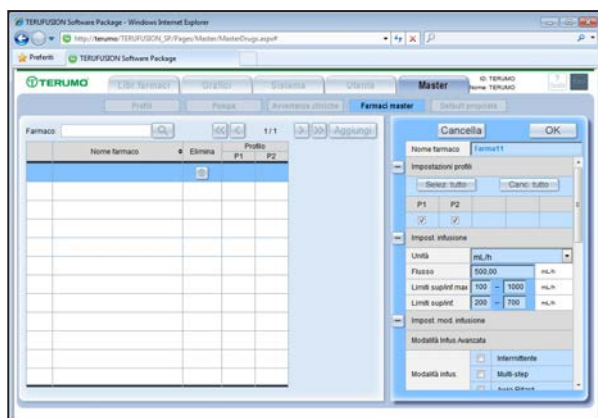 TERUFUSION Software Package - Windows Internet Explorer
http://terumo/TERUFUSION_SP/Pages/Master/MasterDrugs.aspx#
Preferiti TERUFUSION Software Package
TERUMO Libr. farmaci Grafici Sistema Utente Master ID: TERUMO
Nome: TERUMO
Profili Pompa Avvertenze cliniche Farmaci master Default proprietà
Farmaco: 1/1 Aggiungi
Nome farmaco Elimina Profilo
P1 P2
Cancella OK
Nome farmaco Farma11
Impostazioni profili
Selez. tutto Canc. tutto
P1 P2
Impost. infusione
Unità mL/h
Flusso 500,00 mL/h
Limiti sup/inf.max 100 – 1000 mL/h
Limiti sup/inf. 200 – 700 mL/h
Impost. mod. infusione
Modalità Infus Avanzata
Intermittente
Modalità infus. Multi-step